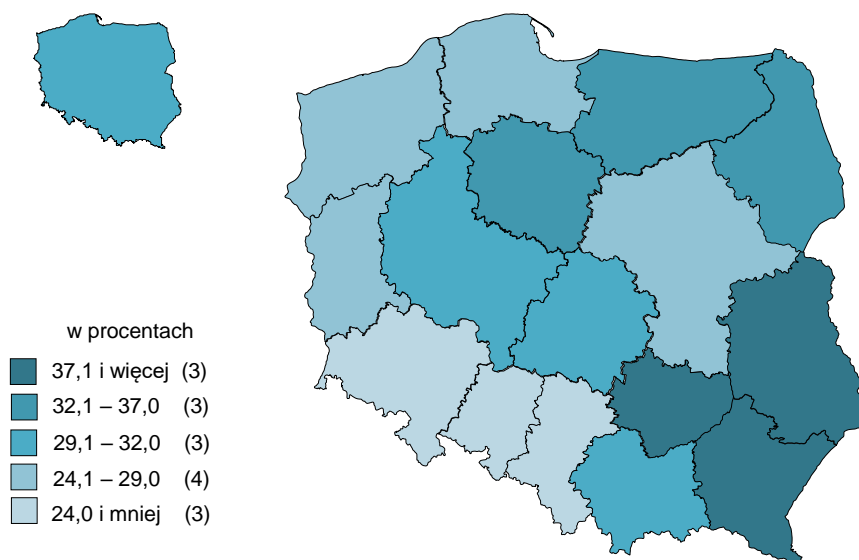 w procentach
37,1 i więcej (3)
32,1 – 37,0 (3)
29,1 – 32,0 (3)
24,1 – 29,0 (4)
24,0 i mniej (3)